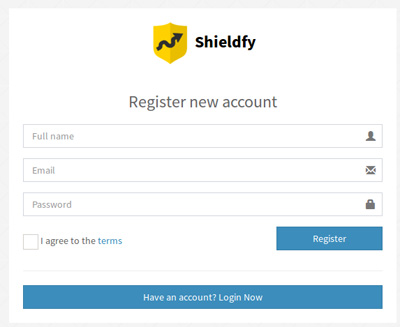 Shieldfy
Register new account
Full name
Email
Password
I agree to the terms
Register
Have an account? Login Now